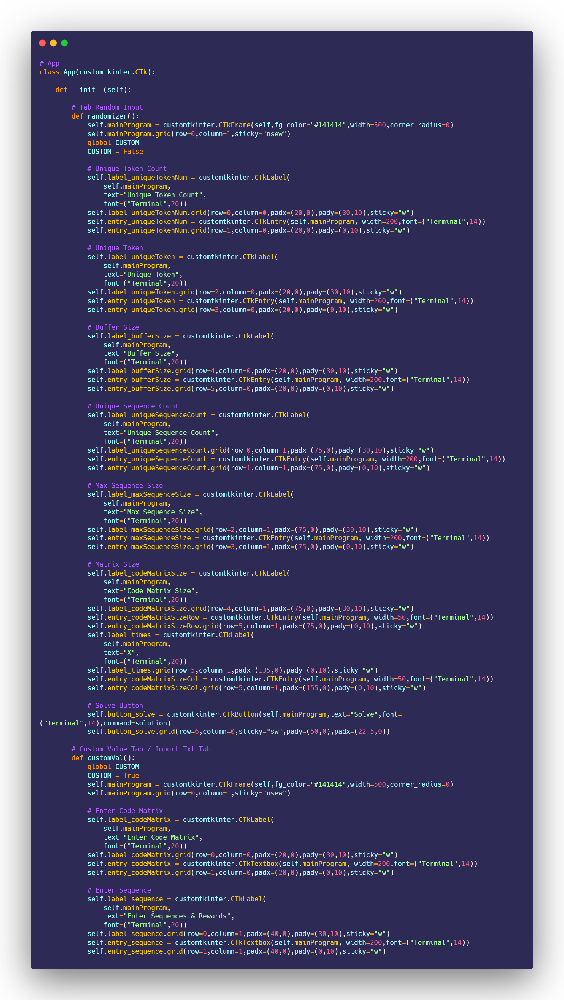 # App
class App(customtkinter.CTk):

    def __init__(self):

        # Tab Random Input
        def randomizer():
            self.mainProgram = customtkinter.CTkFrame(self,fg_color="#141414",width=500,corner_radius=0)
            self.mainProgram.grid(row=0,column=1,sticky="nsew")
            global CUSTOM
            CUSTOM = False

            # Unique Token Count
            self.label_uniqueTokenNum = customtkinter.CTkLabel(
                self.mainProgram,
                text="Unique Token Count",
                font=("Terminal",20))
            self.label_uniqueTokenNum.grid(row=0,column=0,padx=(20,0),pady=(30,10),sticky="w")
            self.entry_uniqueTokenNum = customtkinter.CTkEntry(self.mainProgram, width=200,font=("Terminal",14))
            self.entry_uniqueTokenNum.grid(row=1,column=0,padx=(20,0),pady=(0,10),sticky="w")

            # Unique Token
            self.label_uniqueToken = customtkinter.CTkLabel(
                self.mainProgram,
                text="Unique Token",
                font=("Terminal",20))
            self.label_uniqueToken.grid(row=2,column=0,padx=(20,0),pady=(30,10),sticky="w")
            self.entry_uniqueToken = customtkinter.CTkEntry(self.mainProgram, width=200,font=("Terminal",14))
            self.entry_uniqueToken.grid(row=3,column=0,padx=(20,0),pady=(0,10),sticky="w")

            # Buffer Size
            self.label_bufferSize = customtkinter.CTkLabel(
                self.mainProgram,
                text="Buffer Size",
                font=("Terminal",20))
            self.label_bufferSize.grid(row=4,column=0,padx=(20,0),pady=(30,10),sticky="w")
            self.entry_bufferSize = customtkinter.CTkEntry(self.mainProgram, width=200,font=("Terminal",14))
            self.entry_bufferSize.grid(row=5,column=0,padx=(20,0),pady=(0,10),sticky="w")

            # Unique Sequence Count
            self.label_uniqueSequenceCount = customtkinter.CTkLabel(
                self.mainProgram,
                text="Unique Sequence Count",
                font=("Terminal",20))
            self.label_uniqueSequenceCount.grid(row=0,column=1,padx=(75,0),pady=(30,10),sticky="w")
            self.entry_uniqueSequenceCount = customtkinter.CTkEntry(self.mainProgram, width=200,font=("Terminal",14))
            self.entry_uniqueSequenceCount.grid(row=1,column=1,padx=(75,0),pady=(0,10),sticky="w")

            # Max Sequence Size
            self.label_maxSequenceSize = customtkinter.CTkLabel(
                self.mainProgram,
                text="Max Sequence Size",
                font=("Terminal",20))
            self.label_maxSequenceSize.grid(row=2,column=1,padx=(75,0),pady=(30,10),sticky="w")
            self.entry_maxSequenceSize = customtkinter.CTkEntry(self.mainProgram, width=200,font=("Terminal",14))
            self.entry_maxSequenceSize.grid(row=3,column=1,padx=(75,0),pady=(0,10),sticky="w")

            # Matrix Size
            self.label_codeMatrixSize = customtkinter.CTkLabel(
                self.mainProgram,
                text="Code Matrix Size",
                font=("Terminal",20))
            self.label_codeMatrixSize.grid(row=4,column=1,padx=(75,0),pady=(30,10),sticky="w")
            self.entry_codeMatrixSizeRow = customtkinter.CTkEntry(self.mainProgram, width=50,font=("Terminal",14))
            self.entry_codeMatrixSizeRow.grid(row=5,column=1,padx=(75,0),pady=(0,10),sticky="w")
            self.label_times = customtkinter.CTkLabel(
                self.mainProgram,
                text="X",
                font=("Terminal",20))
            self.label_times.grid(row=5,column=1,padx=(135,0),pady=(0,10),sticky="w")
            self.entry_codeMatrixSizeCol = customtkinter.CTkEntry(self.mainProgram, width=50,font=("Terminal",14))
            self.entry_codeMatrixSizeCol.grid(row=5,column=1,padx=(155,0),pady=(0,10),sticky="w")

            # Solve Button
            self.button_solve = customtkinter.CTkButton(self.mainProgram,text="Solve",font=
("Terminal",14),command=solution)
            self.button_solve.grid(row=6,column=0,sticky="sw",pady=(50,0),padx=(22.5,0))

        # Custom Value Tab / Import Txt Tab
        def customVal():
            global CUSTOM
            CUSTOM = True
            self.mainProgram = customtkinter.CTkFrame(self,fg_color="#141414",width=500,corner_radius=0)
            self.mainProgram.grid(row=0,column=1,sticky="nsew")

            # Enter Code Matrix
            self.label_codeMatrix = customtkinter.CTkLabel(
                self.mainProgram,
                text="Enter Code Matrix",
                font=("Terminal",20))
            self.label_codeMatrix.grid(row=0,column=0,padx=(20,0),pady=(30,10),sticky="w")
            self.entry_codeMatrix = customtkinter.CTkTextbox(self.mainProgram, width=200,font=("Terminal",14))
            self.entry_codeMatrix.grid(row=1,column=0,padx=(20,0),pady=(0,10),sticky="w")

            # Enter Sequence
            self.label_sequence = customtkinter.CTkLabel(
                self.mainProgram,
                text="Enter Sequences & Rewards",
                font=("Terminal",20))
            self.label_sequence.grid(row=0,column=1,padx=(40,0),pady=(30,10),sticky="w")
            self.entry_sequence = customtkinter.CTkTextbox(self.mainProgram, width=200,font=("Terminal",14))
            self.entry_sequence.grid(row=1,column=1,padx=(40,0),pady=(0,10),sticky="w")